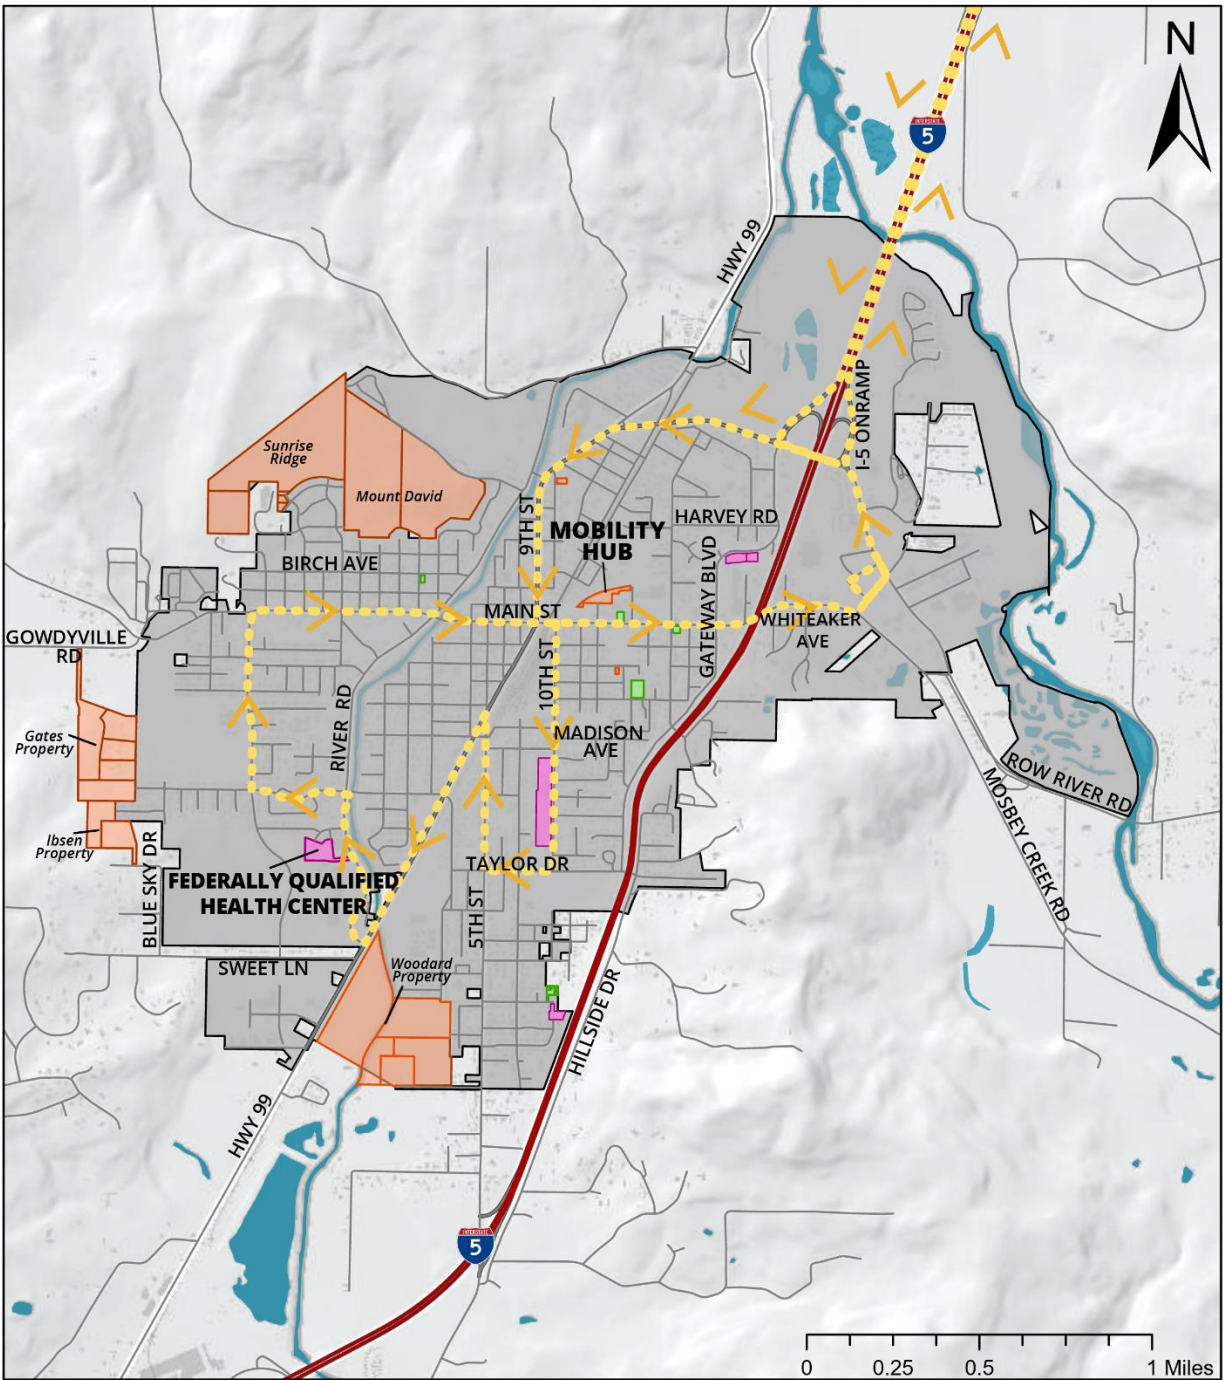 N
INTERSTATE
5
HWY 99
I-5 ONRAMP
Sunrise
Ridge
Mount David
9TH ST
MOBILITY
HUB
HARVEY RD
BIRCH AVE
GATEWAY BLVD
MAIN ST
WHITEAKER
AVE
GOWDYVILLE
RD
10TH ST
RIVER RD
MADISON
AVE
Gates
Property
ROW RIVER RD
MOSBEY CREEK RD
Ibsen
Property
BLUE SKY DR
TAYLOR DR
FEDERALLY QUALIFIED
HEALTH CENTER
5TH ST
SWEET LN
Woodard
Property
HILLSIDE DR
HWY 99
INTERSTATE
5
0 0.25 0.5 1 Miles